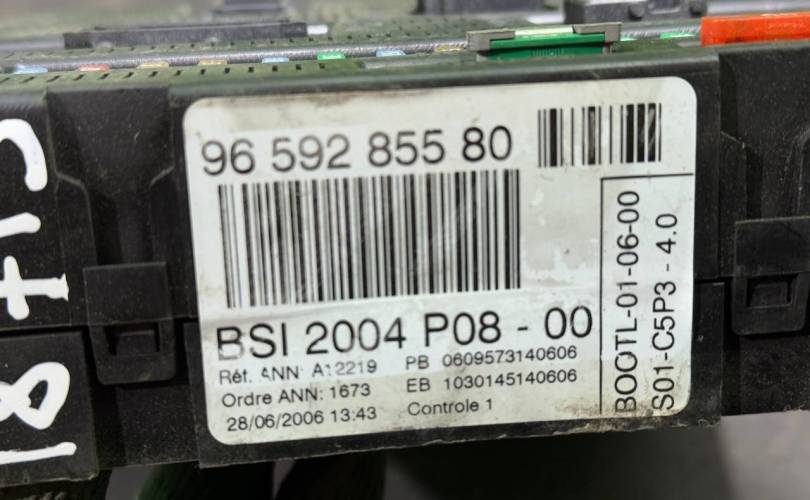 96 592 855 80
BSI 2004 P08 - 00
Réf. ANN: A12219 PB 0609573140606
Ordre ANN: 1673 EB 1030145140606
28/06/2006 13:43 Controle 1
BOOTL-01-06-00
S01-C5P3 - 4.0